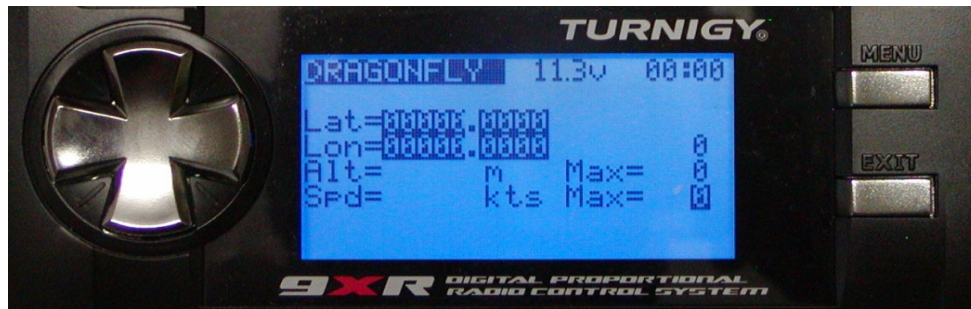 TURNIGY
MENU
DRAGONFLY 11.3v 00:00
Lat=00000.0000
Lon=00000.0000 0
EXIT
Alt= m Max= 0
Spd= kts Max= 0
9XR DIGITAL PROPORTIONAL
RADIO CONTROL SYSTEM